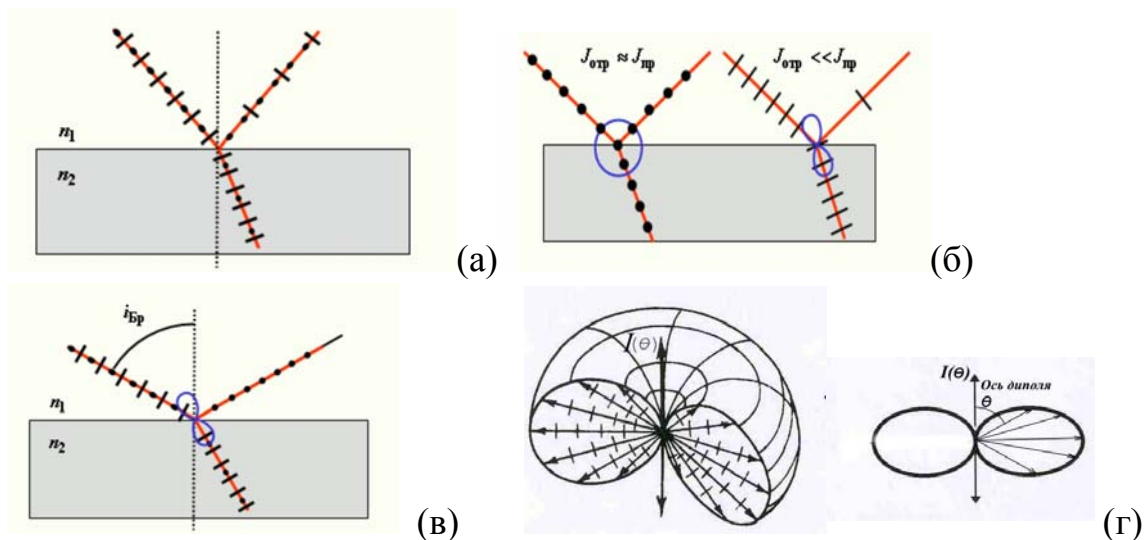 n₁
n₂
(а)
Jотр ≈ Jпр
Jотр << Jпр
(б)
iБр
n₁
n₂
(в)
I(θ)
I(θ)
Ось диполя
θ
(г)